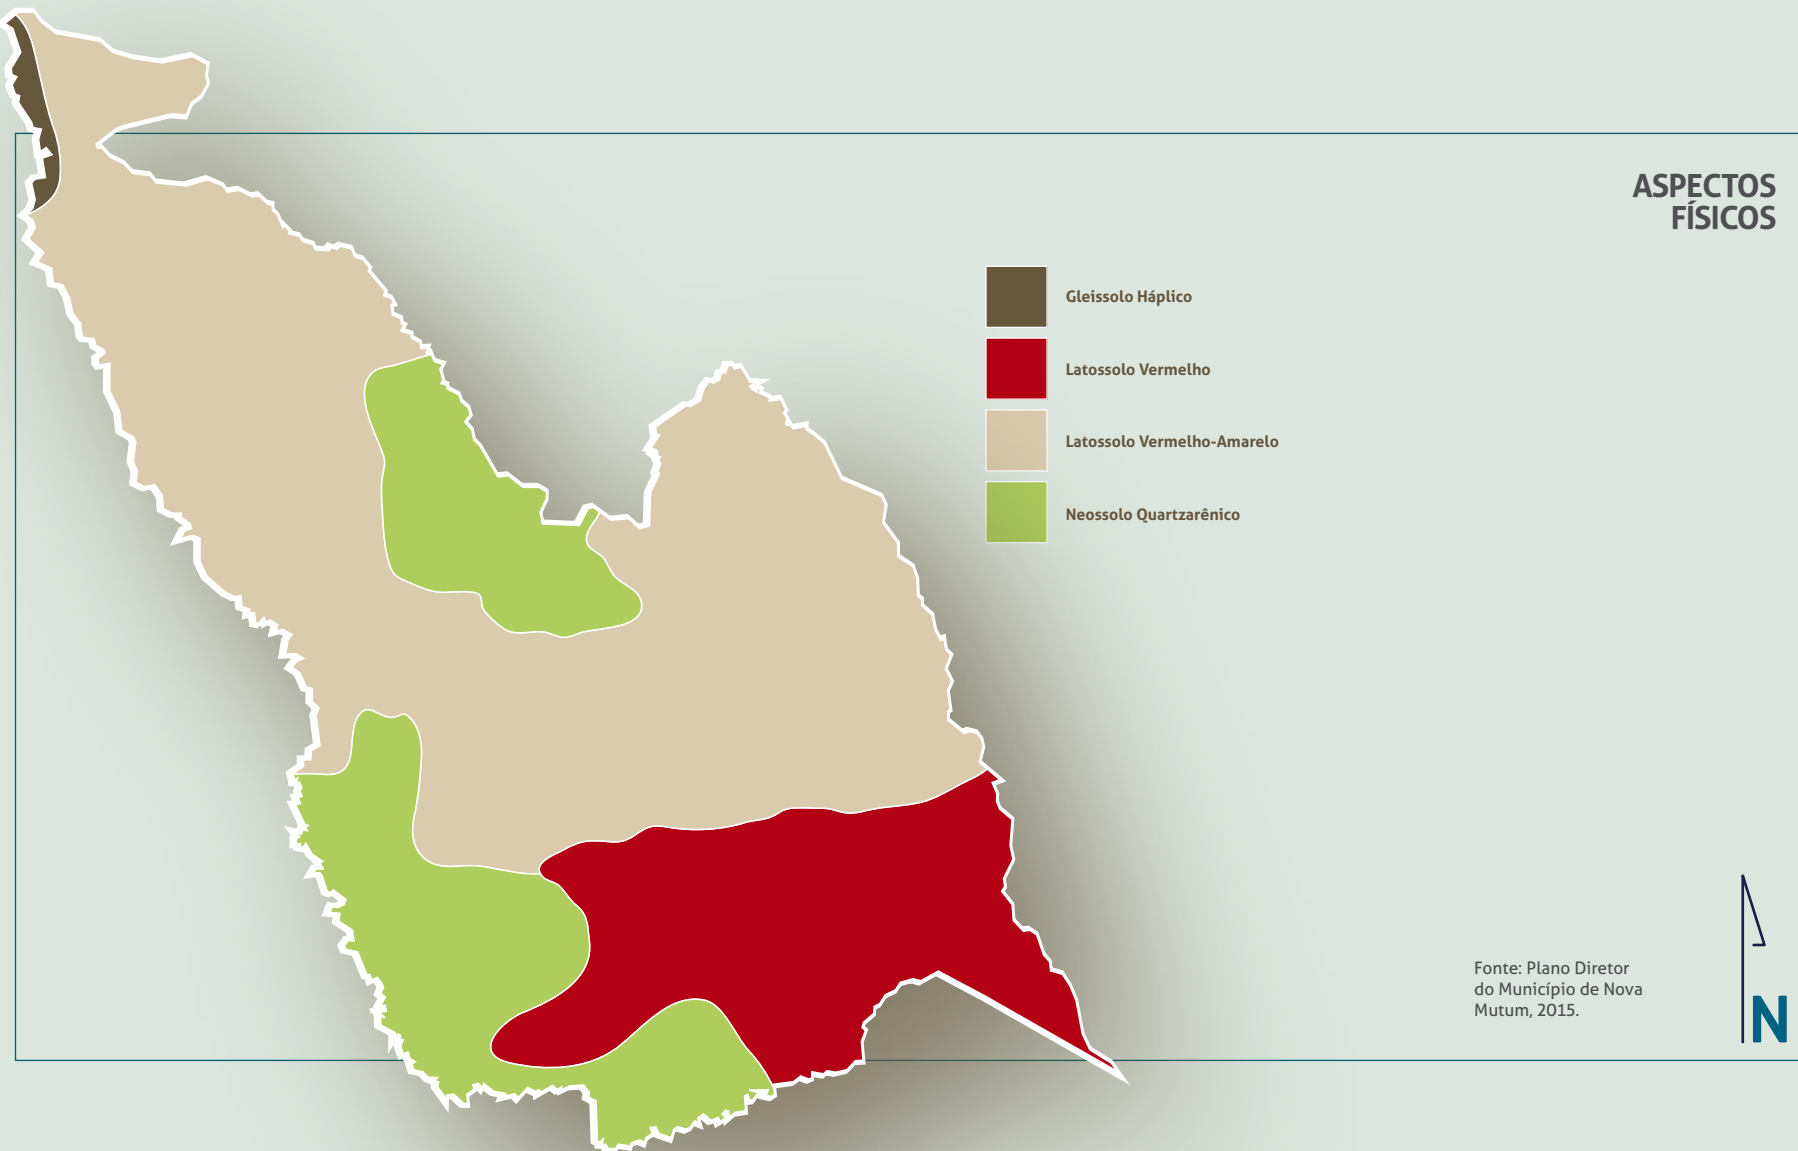 ASPECTOS
FÍSICOS
Gleissolo Háplico
Latossolo Vermelho
Latossolo Vermelho-Amarelo
Neossolo Quartzarênico
Fonte: Plano Diretor
do Município de Nova
Mutum, 2015.
N